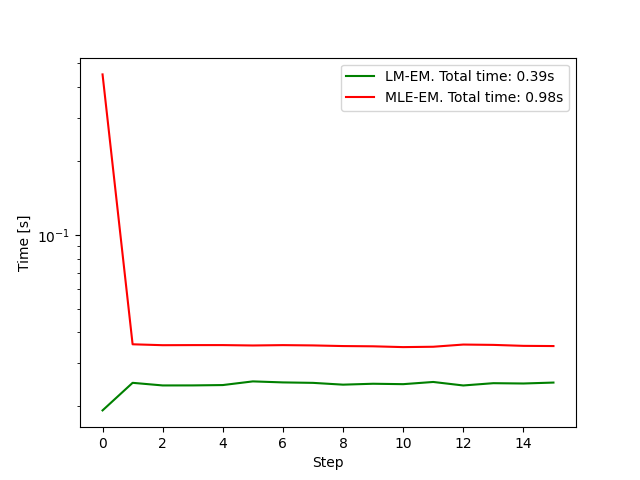 LM-EM. Total time: 0.39s
MLE-EM. Total time: 0.98s
Time [s]
10⁻¹
0 2 4 6 8 10 12 14
Step